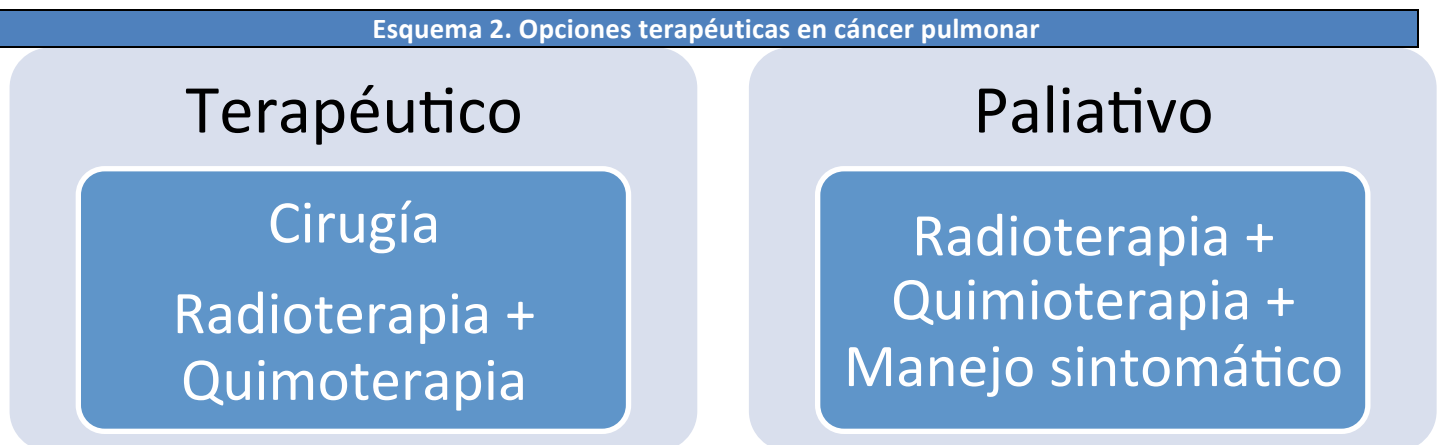 Esquema 2. Opciones terapéuticas en cáncer pulmonar
Terapéutico
Cirugía
Radioterapia +
Quimoterapia
Paliativo
Radioterapia +
Quimioterapia +
Manejo sintomático